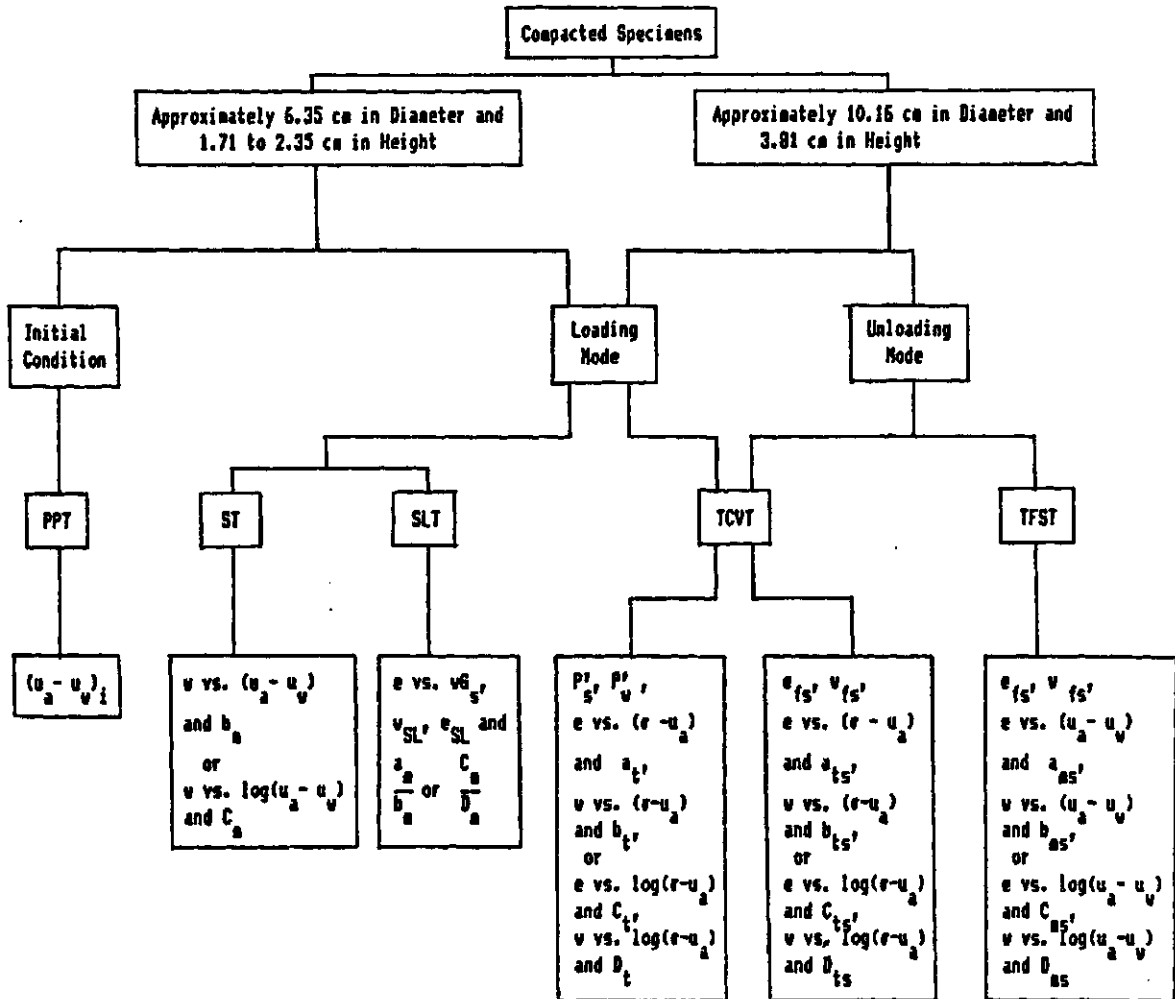 Compacted Specimens
Approximately 6.35 cm in Diameter and
1.71 to 2.35 cm in Height
Approximately 10.16 cm in Diameter and
3.81 cm in Height
Initial
Condition
Loading
Mode
Unloading
Mode
PPT
ST
SLT
TCVT
TFST
(u_a - u_w)_i
w vs. (u_a - u_w)
and b_m
or
w vs. log(u_a - u_w)
and C_m
e vs. wG_s,
w_SL, e_SL and
a_m/b_m or C_m/D_m
P'_s, P'_w,
e vs. (r - u_a)
and a_t,
w vs. (r-u_a)
and b_t,
or
e vs. log(r-u_a)
and C_t,
w vs. log(r-u_a)
and D_t
e_fs, w_fs,
e vs. (r - u_a)
and a_ts,
w vs. (r-u_a)
and b_ts,
or
e vs. log(r-u_a)
and C_ts,
w vs. log(r-u_a)
and D_ts
e_fs, w_fs,
e vs. (u_a - u_w)
and a_ms,
w vs. (u_a - u_w)
and b_ms,
or
e vs. log(u_a - u_w)
and C_ms,
w vs. log(u_a-u_w)
and D_ms